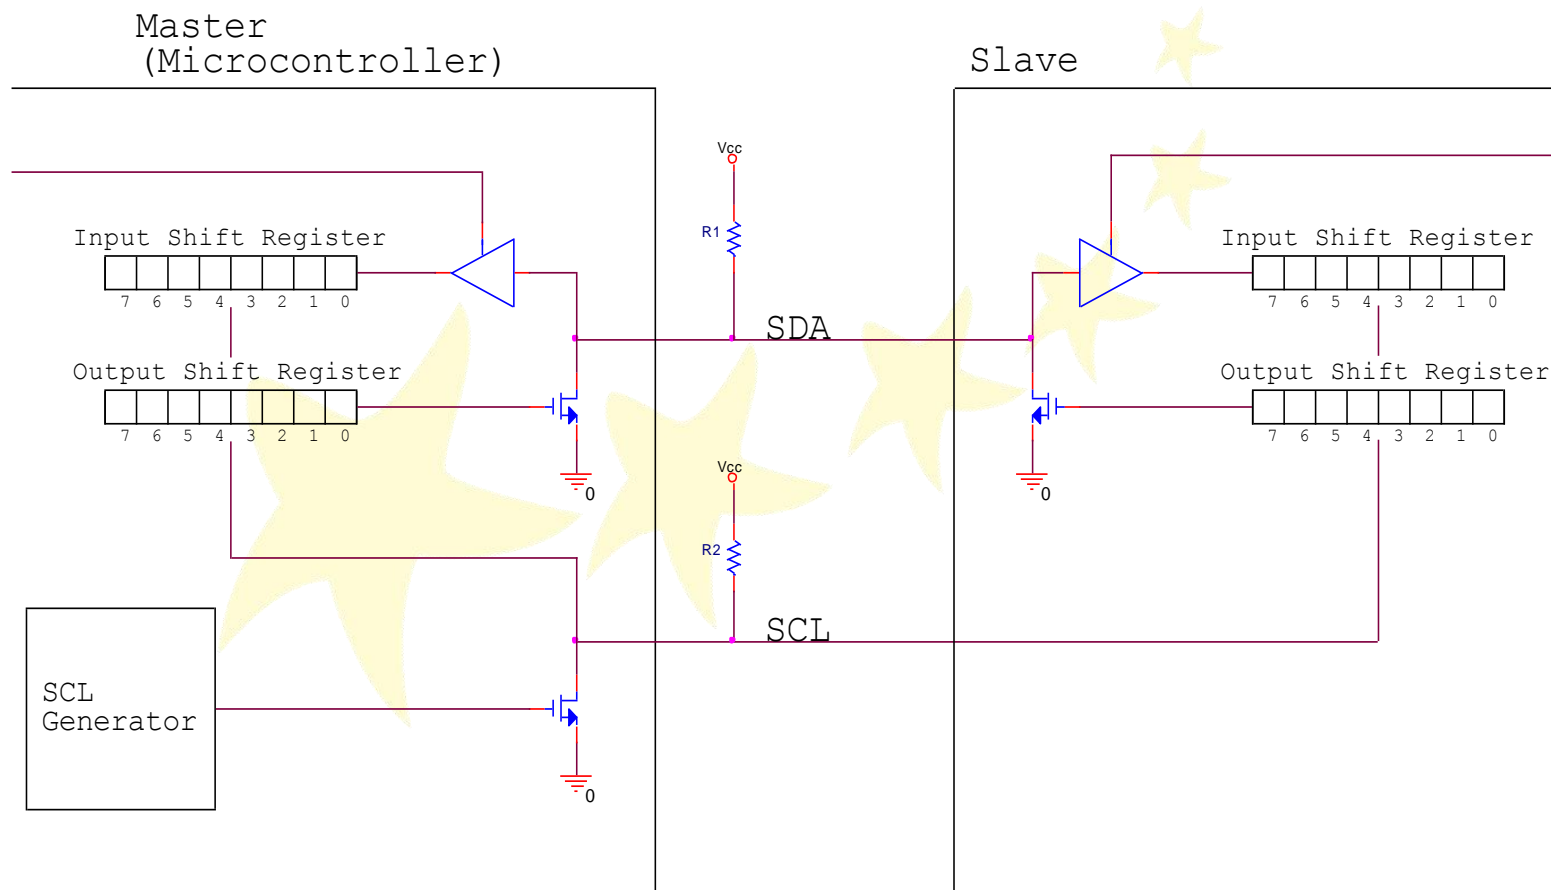 Master
(Microcontroller)
Slave
Vcc
R1
Input Shift Register
7 6 5 4 3 2 1 0
Input Shift Register
7 6 5 4 3 2 1 0
SDA
Output Shift Register
7 6 5 4 3 2 1 0
Output Shift Register
7 6 5 4 3 2 1 0
Vcc
0
0
R2
SCL
SCL
Generator
0